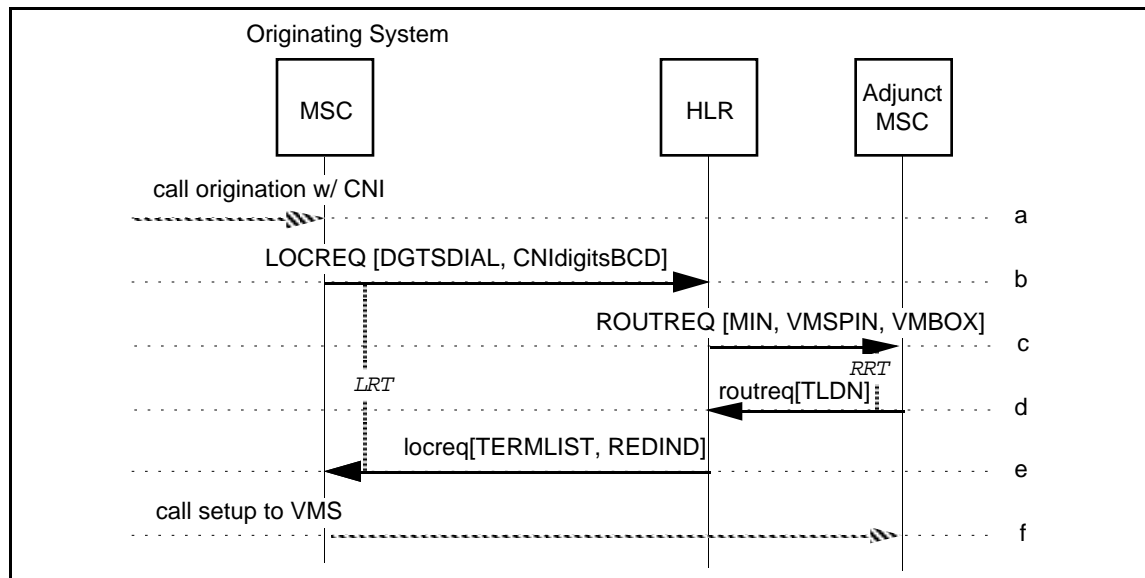 Originating System
MSC
HLR
Adjunct
MSC
call origination w/ CNI
a
LOCREQ [DGTSDIAL, CNIdigitsBCD]
b
ROUTREQ [MIN, VMSPIN, VMBOX]
c
LRT
RRT
routreq[TLDN]
d
locreq[TERMLIST, REDIND]
e
call setup to VMS
f